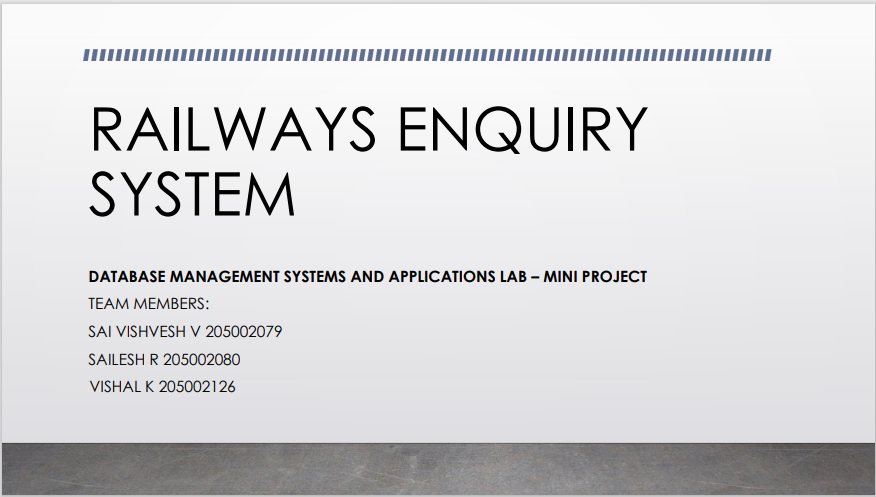 RAILWAYS ENQUIRY
SYSTEM
DATABASE MANAGEMENT SYSTEMS AND APPLICATIONS LAB – MINI PROJECT
TEAM MEMBERS:
SAI VISHVESH V 205002079
SAILESH R 205002080
VISHAL K 205002126